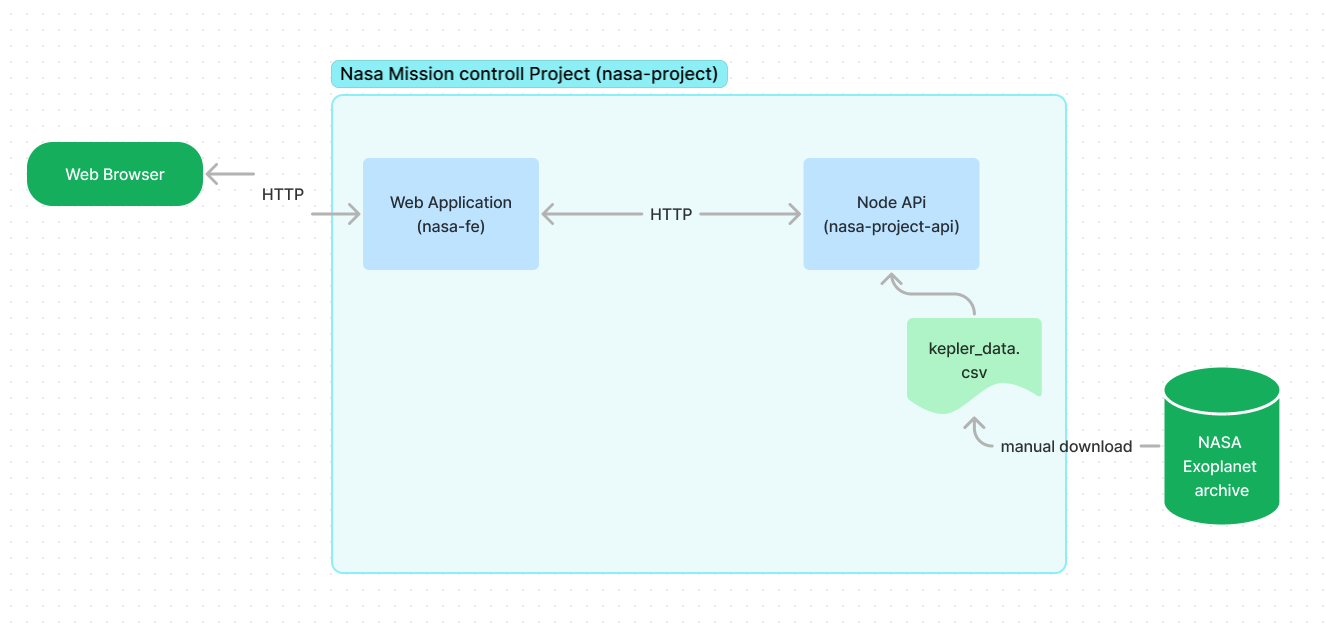 Nasa Mission controll Project (nasa-project)
Web Browser
HTTP
Web Application
(nasa-fe)
HTTP
Node APi
(nasa-project-api)
kepler_data.
csv
manual download
NASA
Exoplanet
archive